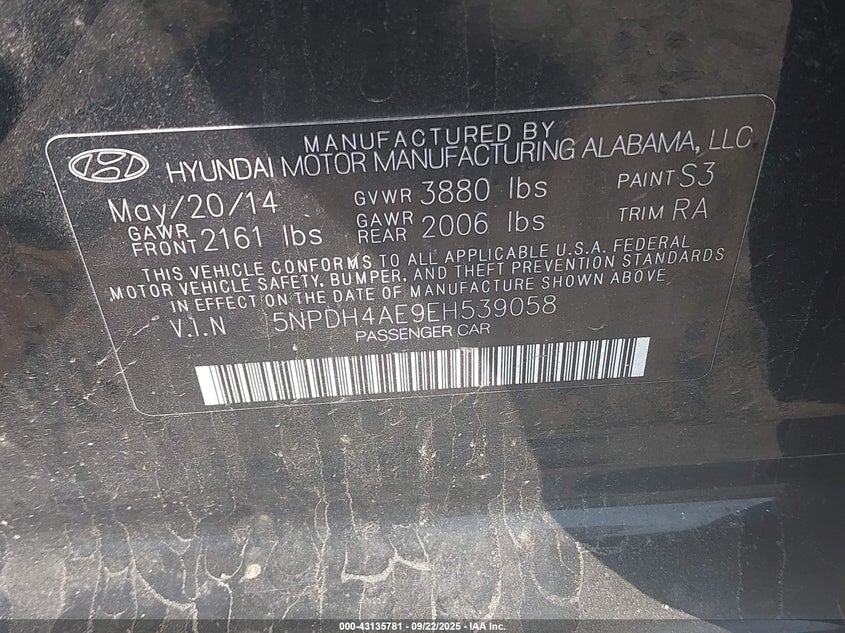 MANUFACTURED BY
HYUNDAI MOTOR MANUFACTURING ALABAMA, LLC
May/20/14 GVWR 3880 lbs PAINT S3
GAWR FRONT 2161 lbs GAWR REAR 2006 lbs TRIM RA
THIS VEHICLE CONFORMS TO ALL APPLICABLE U.S.A. FEDERAL
MOTOR VEHICLE SAFETY, BUMPER, AND THEFT PREVENTION STANDARDS
IN EFFECT ON THE DATE OF MANUFACTURE SHOWN ABOVE
V.I.N 5NPDH4AE9EH539058
PASSENGER CAR
000-43135781 - 09/22/2025 - IAA Inc.